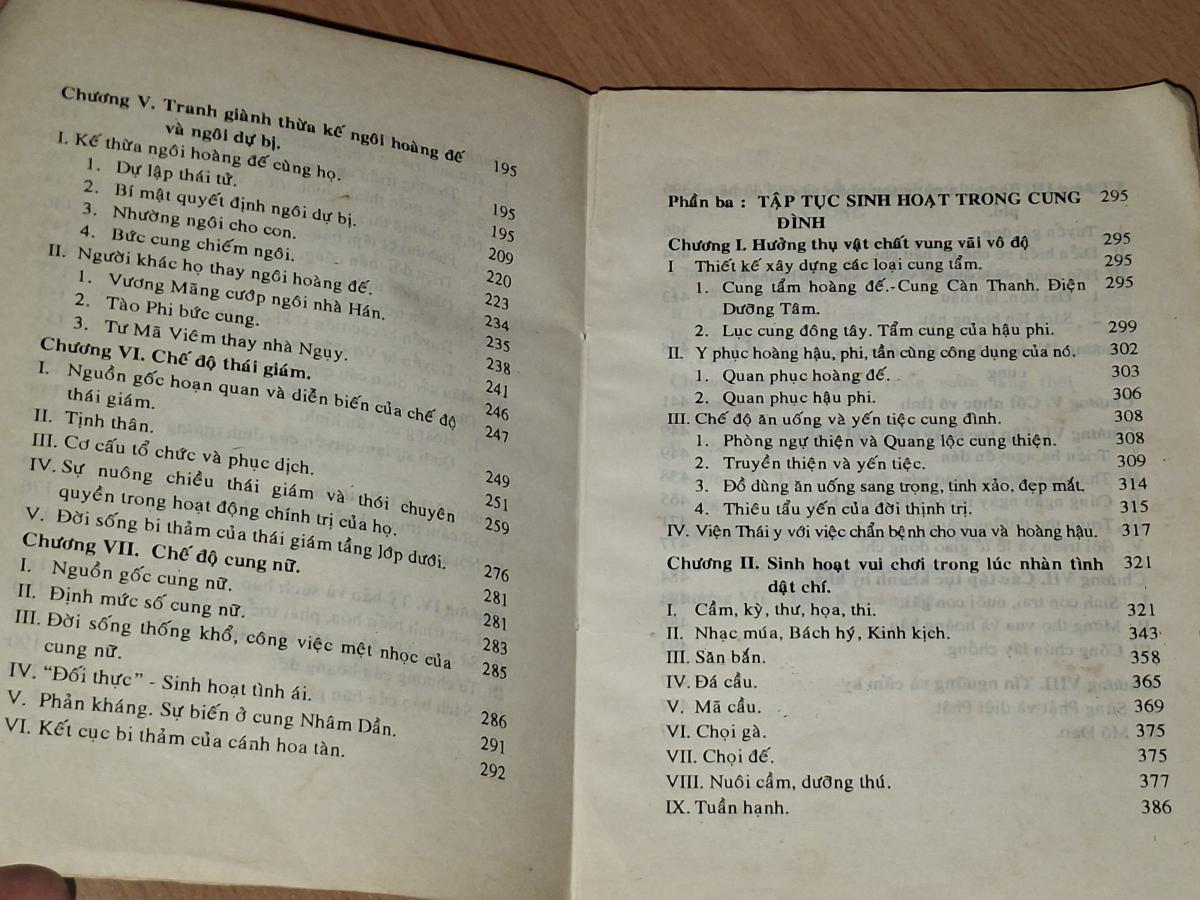 Chương V. Tranh giành thừa kế ngôi hoàng đế 195
và ngôi dự bị.
I. Kế thừa ngôi hoàng đế cùng họ. 195
1. Dự lập thái tử. 195
2. Bí mật quyết định ngôi dự bị. 209
3. Nhường ngôi cho con. 220
4. Bức cung chiếm ngôi. 223
II. Người khác họ thay ngôi hoàng đế. 234
1. Vương Mãng cướp ngôi nhà Hán. 235
2. Tào Phi bức cung. 238
3. Tư Mã Viêm thay nhà Ngụy. 241
Chương VI. Chế độ thái giám. 246
I. Nguồn gốc hoạn quan và diễn biến của chế độ 247
thái giám.
II. Tịnh thân. 249
III. Cơ cấu tổ chức và phục dịch. 251
IV. Sự nuông chiều thái giám và thói chuyên 259
quyền trong hoạt động chính trị của họ.
V. Đời sống bi thảm của thái giám tầng lớp dưới. 276
Chương VII. Chế độ cung nữ. 281
I. Nguồn gốc cung nữ. 281
II. Định mức số cung nữ. 283
III. Đời sống thống khổ, công việc mệt nhọc của 285
cung nữ.
IV. “Đối thực” - Sinh hoạt tình ái. 286
V. Phản kháng. Sự biến ở cung Nhâm Dần. 291
VI. Kết cục bi thảm của cánh hoa tàn. 292
Phần ba : TẬP TỤC SINH HOẠT TRONG CUNG 295
ĐÌNH
Chương I. Hưởng thụ vật chất vung vãi vô độ 295
I Thiết kế xây dựng các loại cung tẩm. 295
1. Cung tẩm hoàng đế.-Cung Càn Thanh. Điện 295
Dưỡng Tâm.
2. Lục cung đông tây. Tẩm cung của hậu phi. 299
II. Y phục hoàng hậu, phi, tần cùng công dụng của nó. 302
1. Quan phục hoàng đế. 303
2. Quan phục hậu phi. 306
III. Chế độ ăn uống và yến tiệc cung đình. 308
1. Phòng ngự thiện và Quang lộc cung thiện. 308
2. Truyền thiện và yến tiệc. 309
3. Đồ dùng ăn uống sang trọng, tinh xảo, đẹp mắt. 314
4. Thiêu tẩu yến của đời thịnh trị. 315
IV. Viện Thái y với việc chẩn bệnh cho vua và hoàng hậu. 317
Chương II. Sinh hoạt vui chơi trong lúc nhàn tình 321
dật chí.
I. Cầm, kỳ, thư, họa, thi. 321
II. Nhạc múa, Bách hý, Kinh kịch. 343
III. Săn bắn. 358
IV. Đá cầu. 365
V. Mã cầu. 369
VI. Chọi gà. 375
VII. Chọi dế. 375
VIII. Nuôi cầm, dưỡng thú. 377
IX. Tuần hạnh. 386